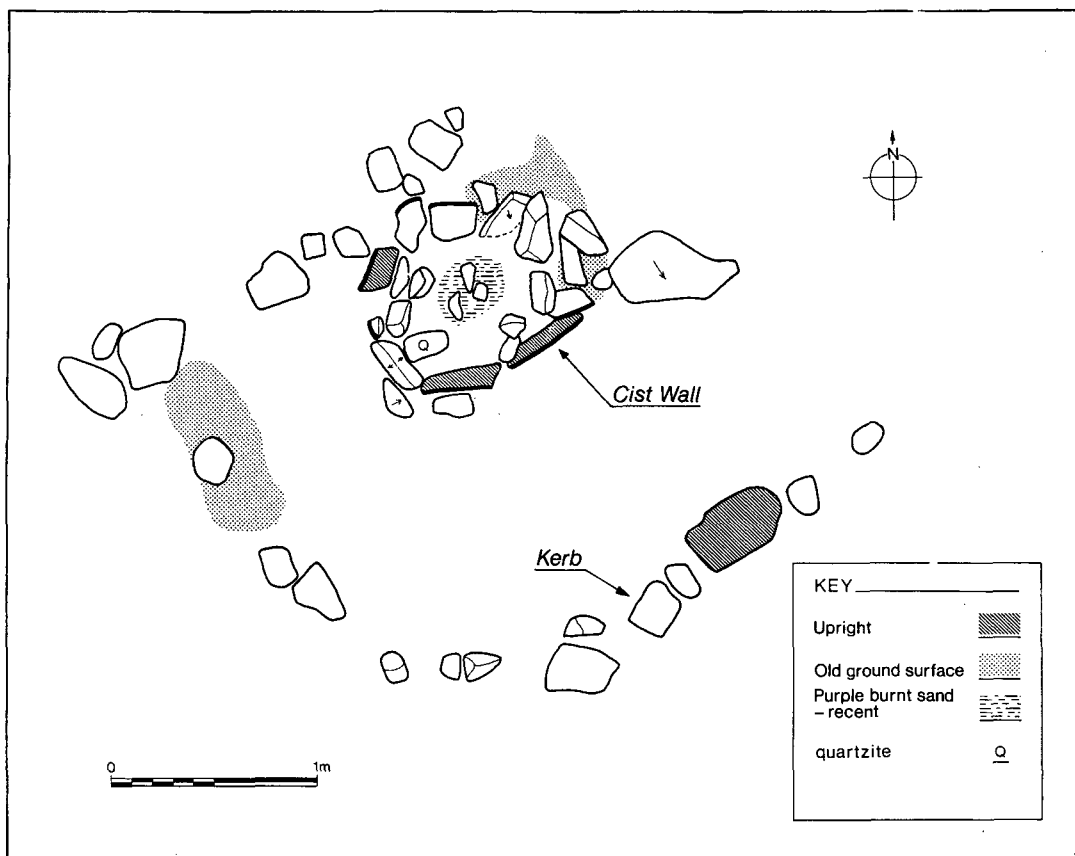 N
Q
Cist Wall
Kerb
KEY
Upright
Old ground surface
Purple burnt sand
– recent
quartzite Q
0 1m